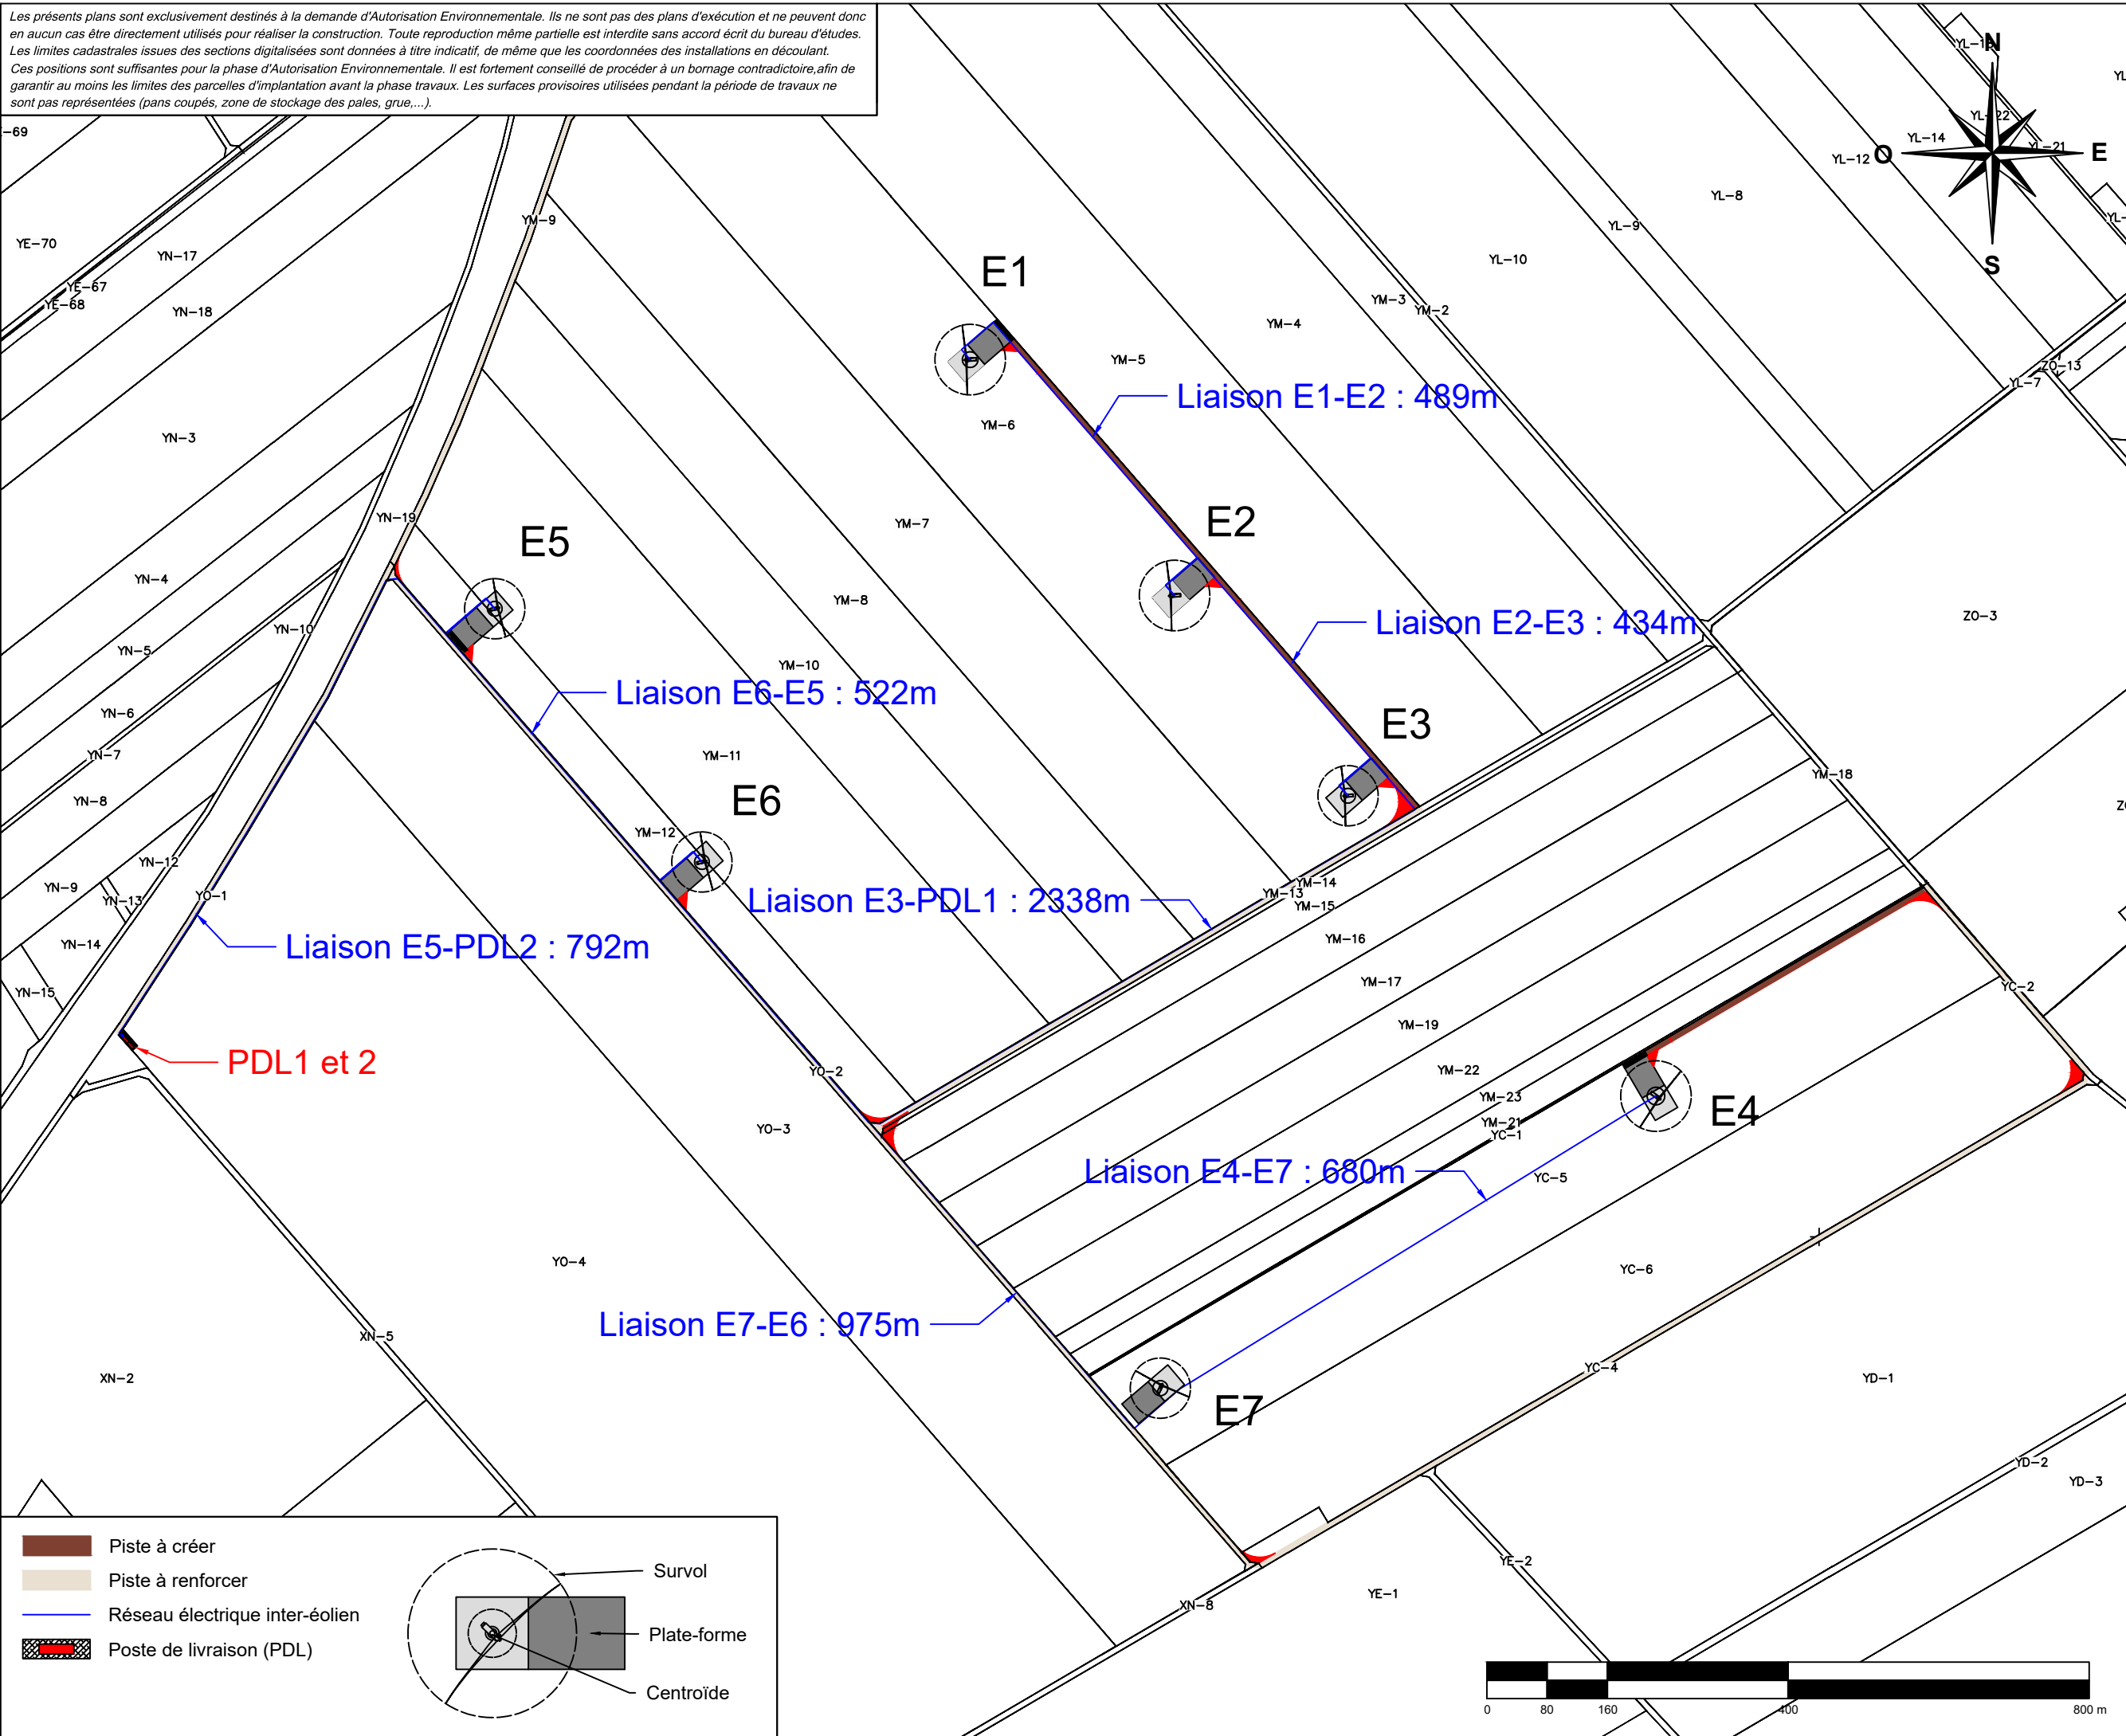 Les présents plans sont exclusivement destinés à la demande d'Autorisation Environnementale. Ils ne sont pas des plans d'exécution et ne peuvent donc
en aucun cas être directement utilisés pour réaliser la construction. Toute reproduction même partielle est interdite sans accord écrit du bureau d'études.
Les limites cadastrales issues des sections digitalisées sont données à titre indicatif, de même que les coordonnées des installations en découlant.
Ces positions sont suffisantes pour la phase d'Autorisation Environnementale. Il est fortement conseillé de procéder à un bornage contradictoire,afin de
garantir au moins les limites des parcelles d'implantation avant la phase travaux. Les surfaces provisoires utilisées pendant la période de travaux ne
sont pas représentées (pans coupés, zone de stockage des pales, grue,...).
N
O
E
S
YL-22
YL-14
YL-21
YL-12
YL-8
YL-9
YL-10
YL-7
ZO-13
ZO-3
-69
YE-70
YE-67
YE-68
YN-17
YN-18
YM-9
YN-3
YN-19
YN-4
YN-10
YN-5
YN-6
YN-7
YN-8
YN-12
YN-9
YN-13
YN-14
YN-15
YO-1
E1
YM-5
YM-4
YM-3
YM-2
YM-6
Liaison E1-E2 : 489m
YM-7
E2
E5
YM-8
Liaison E2-E3 : 434m
YM-10
Liaison E6-E5 : 522m
E3
YM-11
E6
YM-12
YM-18
Liaison E3-PDL1 : 2338m
YM-14
YM-13
YM-15
YM-16
Liaison E5-PDL2 : 792m
YM-17
YC-2
YM-19
PDL1 et 2
YO-2
YM-22
YM-23
YM-21
YC-1
E4
YO-3
Liaison E4-E7 : 680m
YC-5
YO-4
YC-6
Liaison E7-E6 : 975m
XN-5
XN-2
YC-4
YD-1
E7
YD-2
YD-3
YE-2
YE-1
XN-8
Piste à créer
Piste à renforcer
Réseau électrique inter-éolien
Poste de livraison (PDL)
Survol
Plate-forme
Centroïde
0 80 160 400 800 m